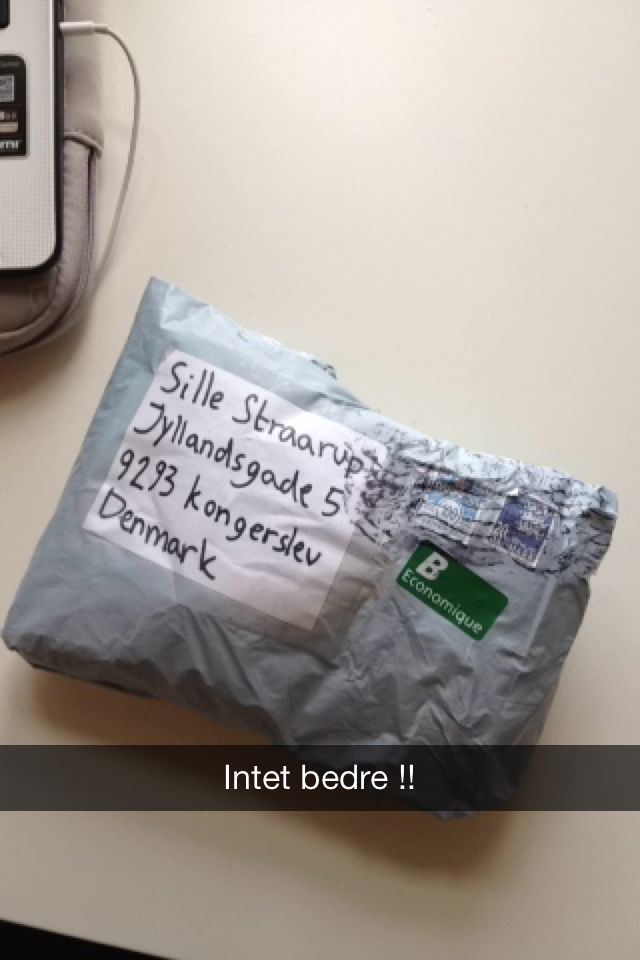 Sille Straarup
Jyllandsgade 5
9293 kongerslev
Denmark
B
Economique
Intet bedre !!